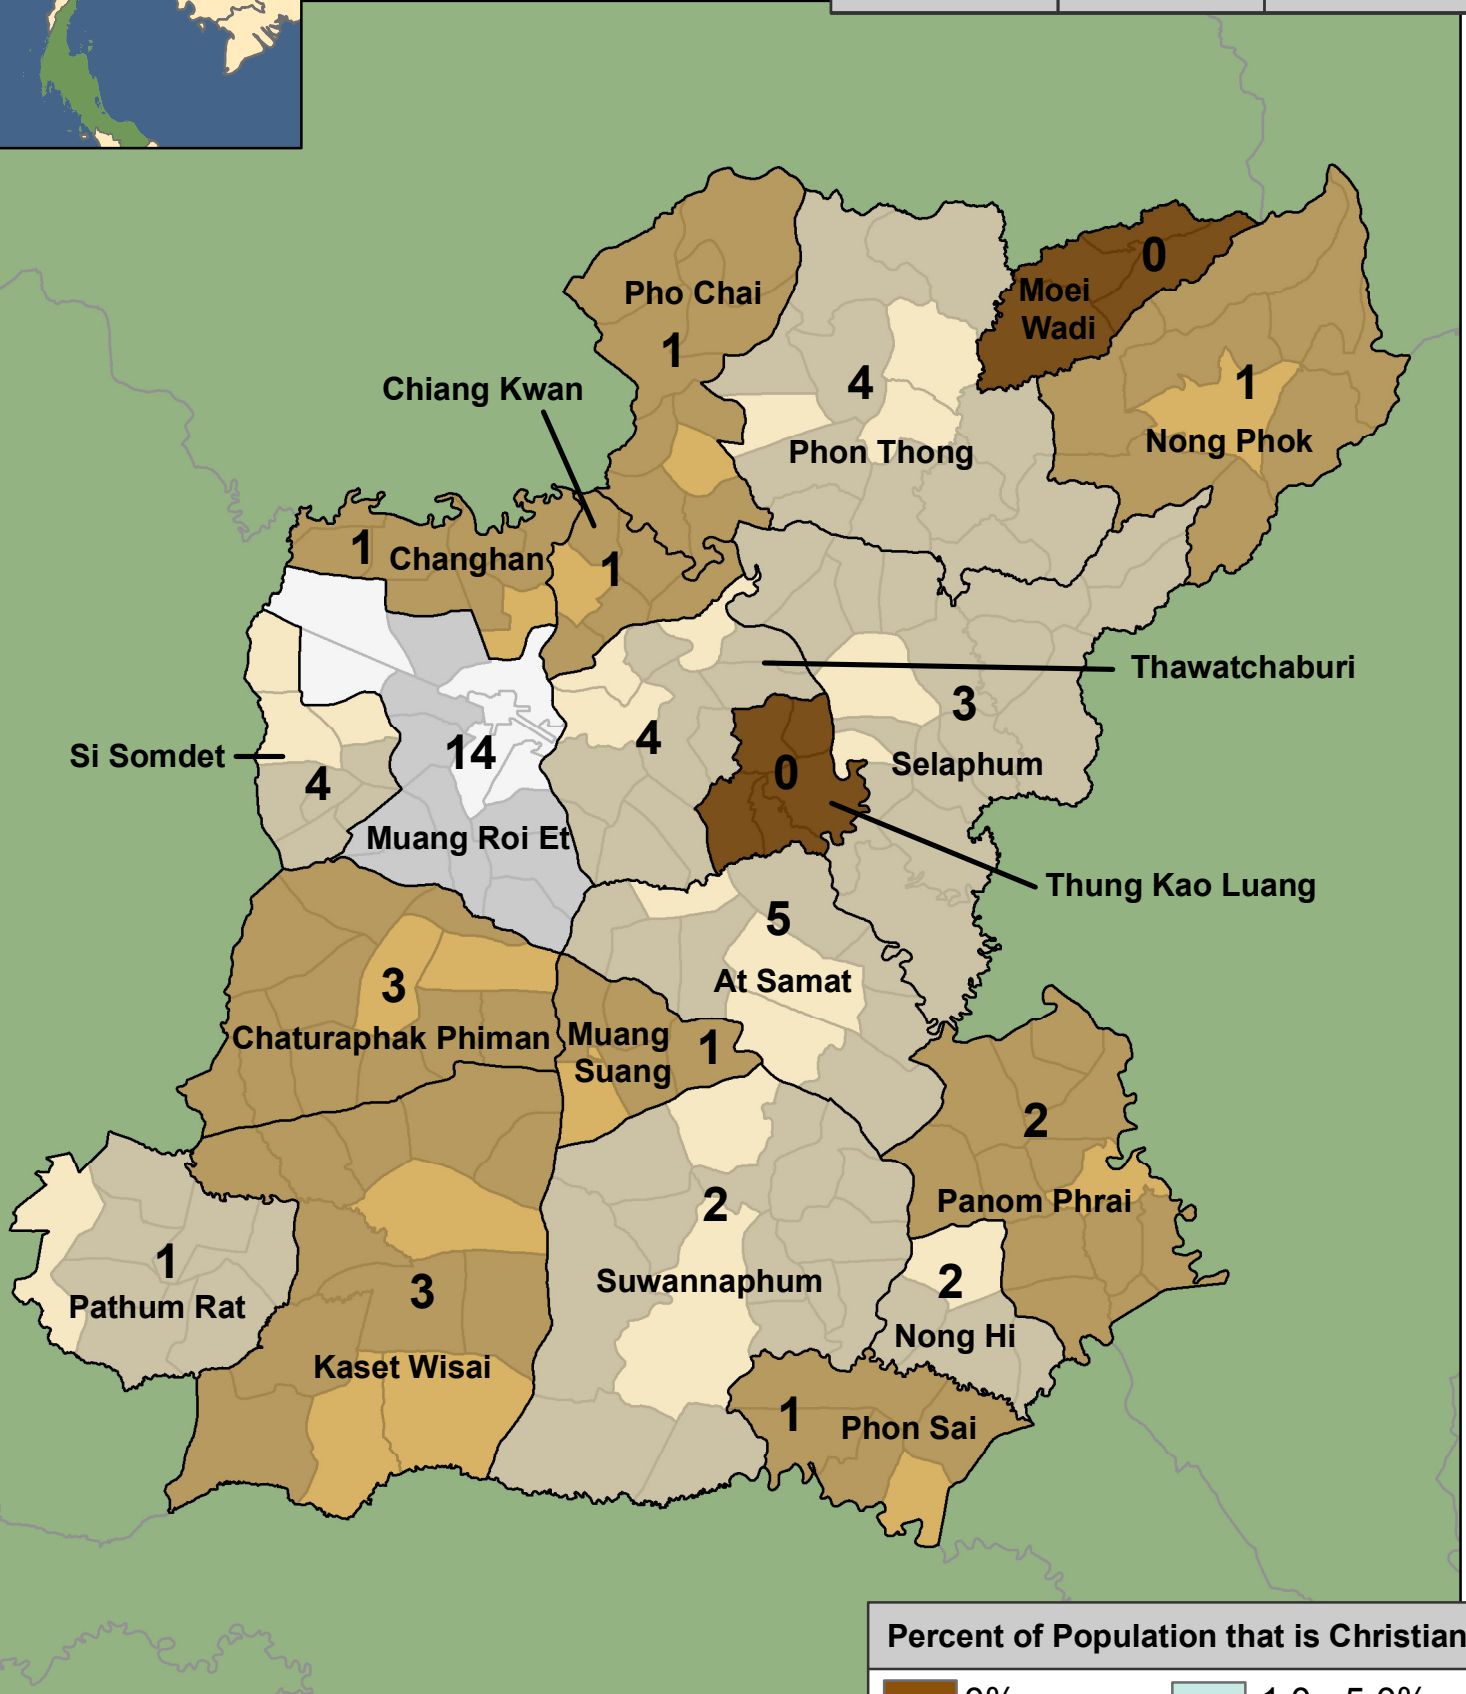 0
Moei
Wadi
Pho Chai
1
Chiang Kwan
4
1
Phon Thong
Nong Phok
1
Changhan
1
Thawatchaburi
3
4
14
Si Somdet
Selaphum
0
4
Muang Roi Et
Thung Kao Luang
5
At Samat
3
Chaturaphak Phiman
Muang
Suang
1
2
Panom Phrai
2
1
Pathum Rat
Suwannaphum
2
3
Nong Hi
Kaset Wisai
1
Phon Sai
Percent of Population that is Christian